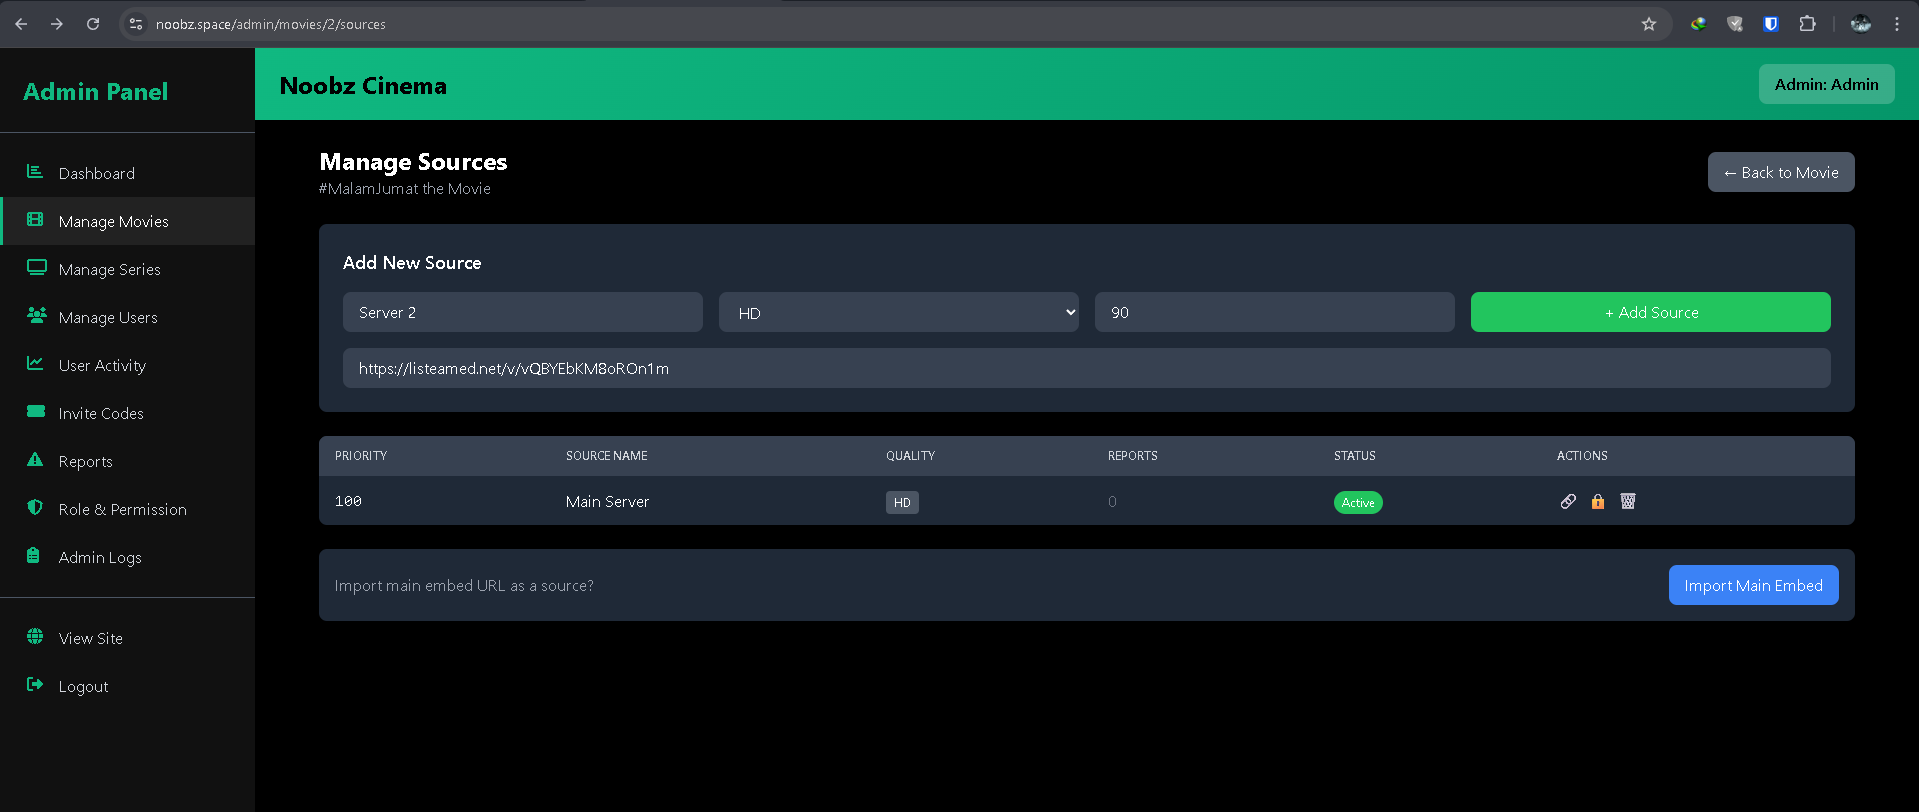 noobz.space/admin/movies/2/sources
Admin Panel
Noobz Cinema
Admin: Admin
Dashboard
Manage Movies
Manage Series
Manage Users
User Activity
Invite Codes
Reports
Role & Permission
Admin Logs
View Site
Logout
Manage Sources
#MalamJumat the Movie
← Back to Movie
Add New Source
Server 2 HD 90 + Add Source
https://listeamed.net/v/vQBYEbKM8oROn1m
PRIORITY SOURCE NAME QUALITY REPORTS STATUS ACTIONS
100 Main Server HD 0 Active
Import main embed URL as a source? Import Main Embed